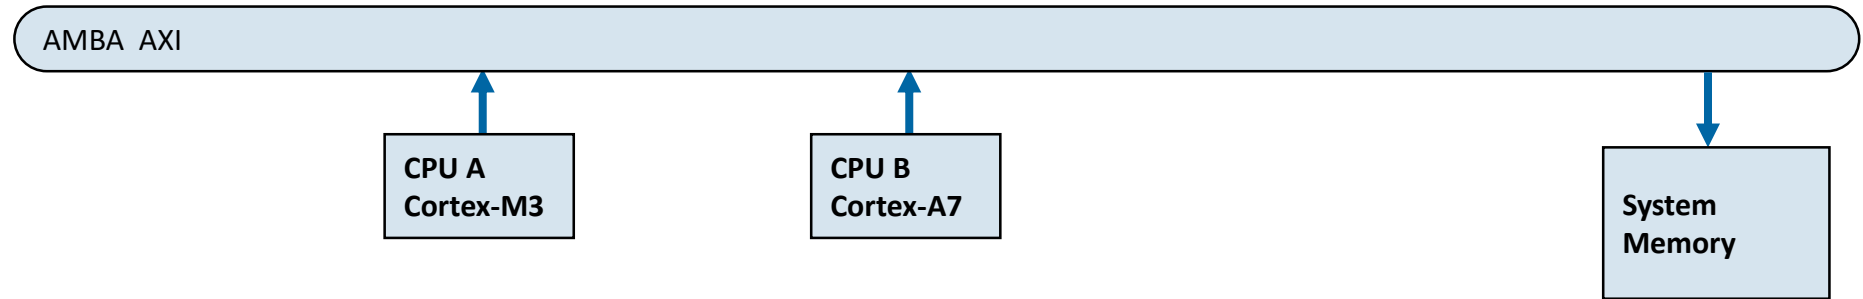 AMBA  AXI
CPU A
Cortex-M3
CPU B
Cortex-A7
System
Memory